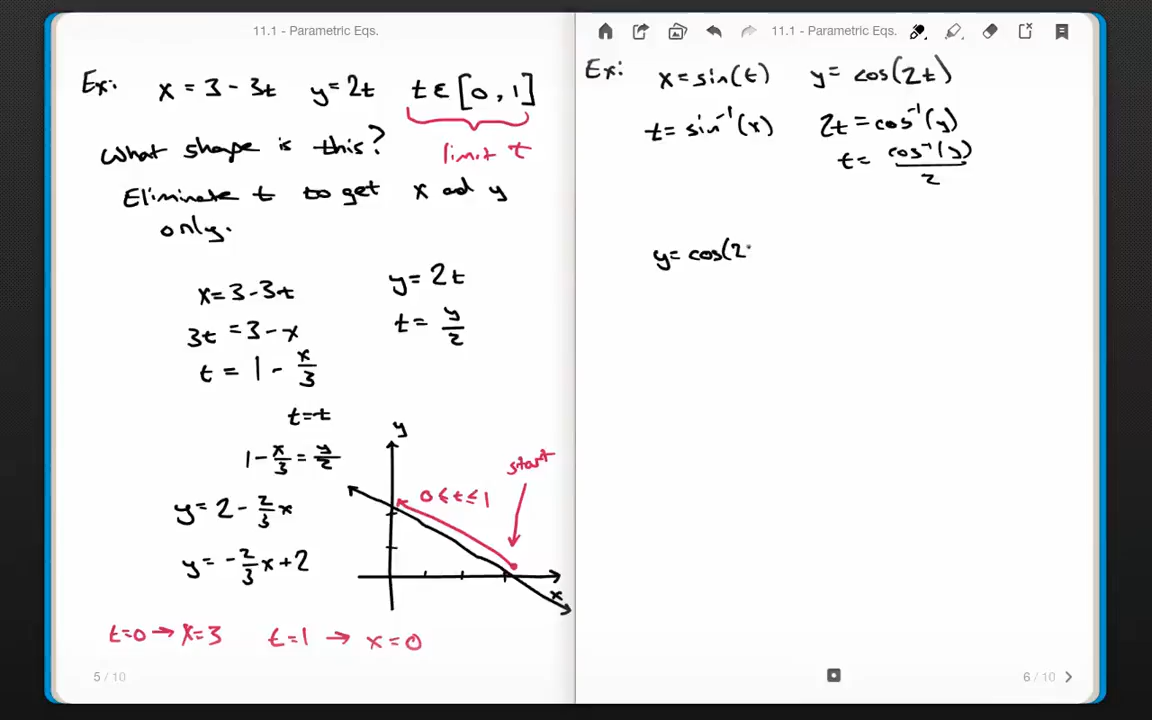 11.1 - Parametric Eqs.
Ex: x = 3 - 3t y = 2t t ε [0, 1]
What shape is this? limit t
Eliminate t to get x ad y
only.
x = 3 - 3t y = 2t
3t = 3 - x t = y/2
t = 1 - x/3
t = t
1 - x/3 = y/2
y = 2 - 2/3 x
y = -2/3 x + 2
y
start
0 ≤ t ≤ 1
x
t=0 → x=3 t=1 → x=0
5 / 10
11.1 - Parametric Eqs.
Ex: x = sin(t) y = cos(2t)
t = sin⁻¹(x) 2t = cos⁻¹(y)
t = cos⁻¹(y)/2
y = cos(2
6 / 10